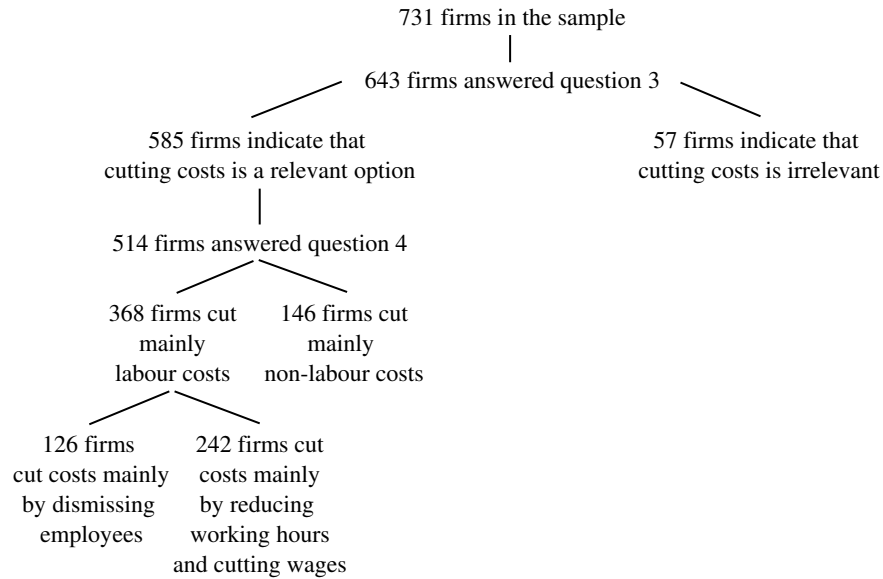 731 firms in the sample
643 firms answered question 3
585 firms indicate that
cutting costs is a relevant option
57 firms indicate that
cutting costs is irrelevant
514 firms answered question 4
368 firms cut
mainly
labour costs
146 firms cut
mainly
non-labour costs
126 firms
cut costs mainly
by dismissing
employees
242 firms cut
costs mainly
by reducing
working hours
and cutting wages